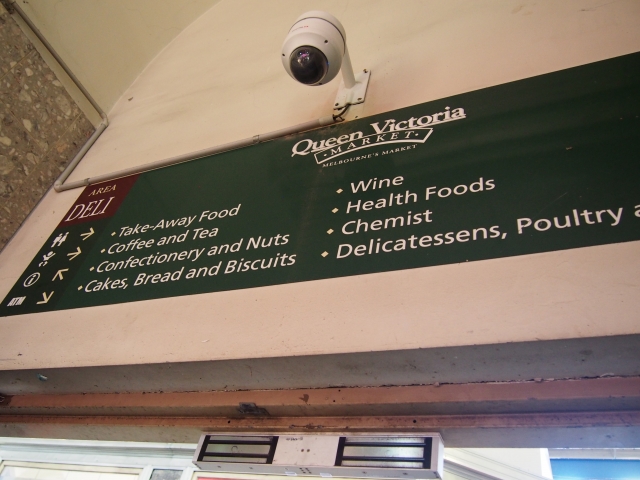 Queen Victoria
MARKET
MELBOURNE'S MARKET
AREA
DELI
• Take-Away Food
• Coffee and Tea
• Confectionery and Nuts
• Cakes, Bread and Biscuits
• Wine
• Health Foods
• Chemist
• Delicatessens, Poultry a
ATM